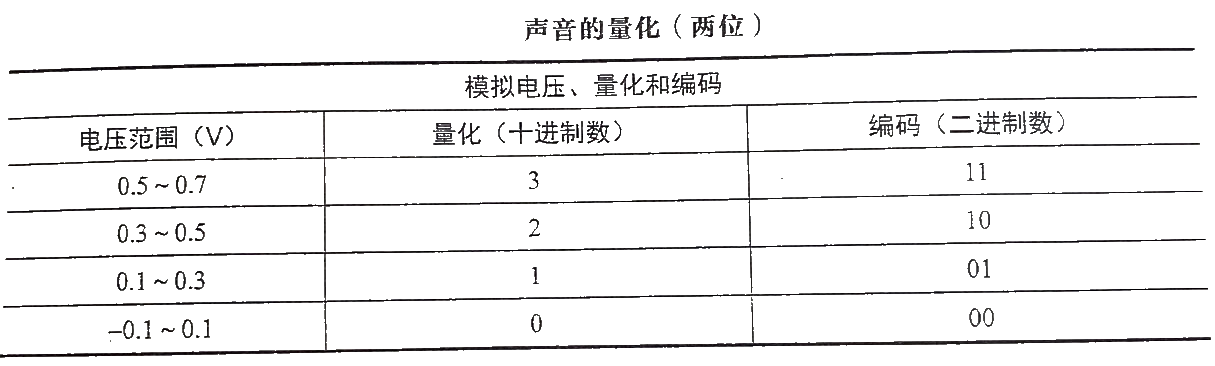 声音的量化（两位）
模拟电压、量化和编码
电压范围（V） 量化（十进制数） 编码（二进制数）
0.5~0.7 3 11
0.3~0.5 2 10
0.1~0.3 1 01
–0.1~0.1 0 00